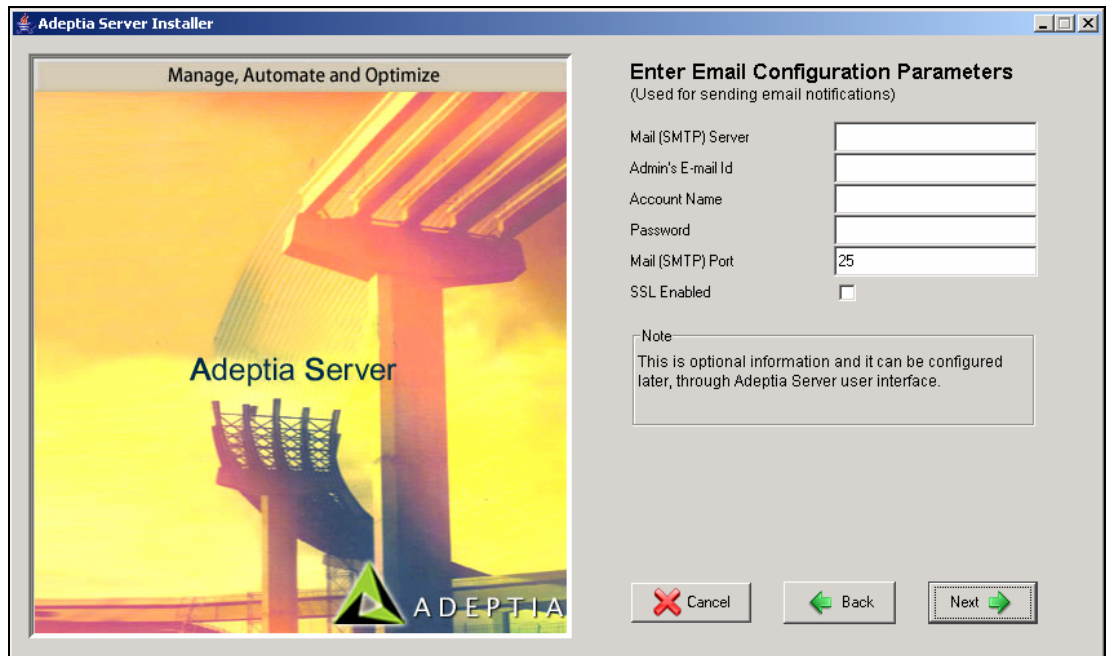 Adeptia Server Installer
Manage, Automate and Optimize
Adeptia Server
ADEPTIA
Enter Email Configuration Parameters
(Used for sending email notifications)
Mail (SMTP) Server
Admin's E-mail Id
Account Name
Password
Mail (SMTP) Port 25
SSL Enabled
Note
This is optional information and it can be configured
later, through Adeptia Server user interface.
Cancel Back Next